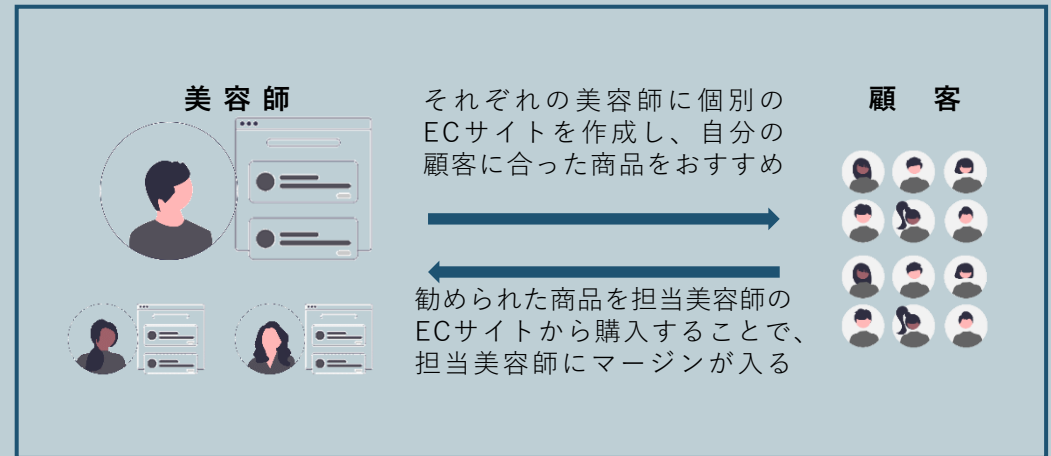 美容師
それぞれの美容師に個別の
ECサイトを作成し、自分の
顧客に合った商品をおすすめ
顧 客
勧められた商品を担当美容師の
ECサイトから購入することで、
担当美容師にマージンが入る